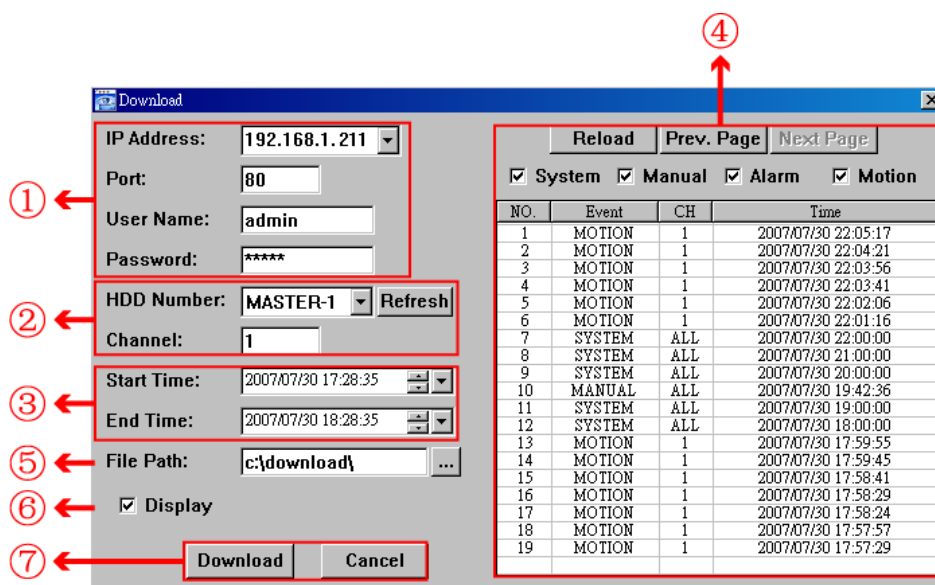 ④
Download
① IP Address: 192.168.1.211
Port: 80
User Name: admin
Password: *****
② HDD Number: MASTER-1 Refresh
Channel: 1
③ Start Time: 2007/07/30 17:28:35
End Time: 2007/07/30 18:28:35
⑤ File Path: c:\download\ ...
⑥ Display
⑦ Download Cancel
Reload Prev. Page Next Page
System Manual Alarm Motion
NO. Event CH Time
1 MOTION 1 2007/07/30 22:05:17
2 MOTION 1 2007/07/30 22:04:21
3 MOTION 1 2007/07/30 22:03:56
4 MOTION 1 2007/07/30 22:03:41
5 MOTION 1 2007/07/30 22:02:06
6 MOTION 1 2007/07/30 22:01:16
7 SYSTEM ALL 2007/07/30 22:00:00
8 SYSTEM ALL 2007/07/30 21:00:00
9 SYSTEM ALL 2007/07/30 20:00:00
10 MANUAL ALL 2007/07/30 19:42:36
11 SYSTEM ALL 2007/07/30 19:00:00
12 SYSTEM ALL 2007/07/30 18:00:00
13 MOTION 1 2007/07/30 17:59:55
14 MOTION 1 2007/07/30 17:59:45
15 MOTION 1 2007/07/30 17:58:41
16 MOTION 1 2007/07/30 17:58:29
17 MOTION 1 2007/07/30 17:58:24
18 MOTION 1 2007/07/30 17:57:57
19 MOTION 1 2007/07/30 17:57:29